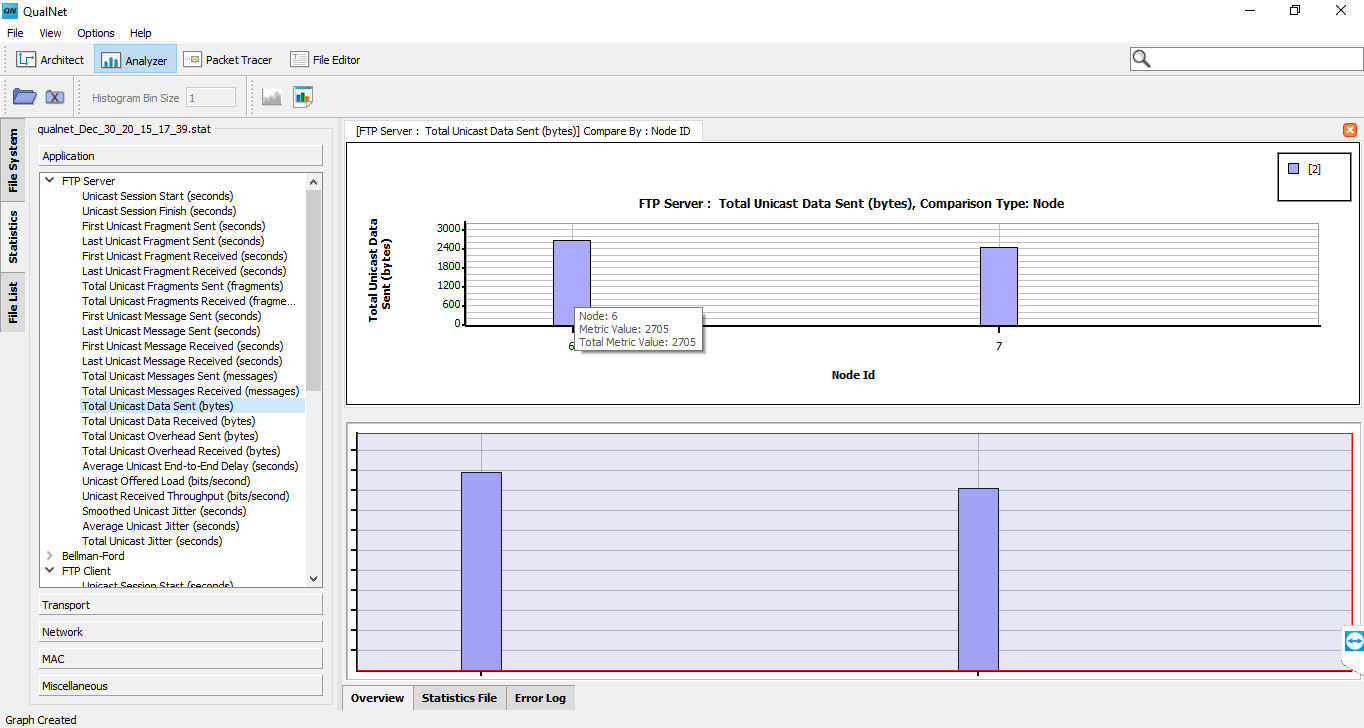 QN QualNet
File View Options Help
Architect Analyzer Packet Tracer File Editor
Histogram Bin Size 1
File System
Statistics
File List
qualnet_Dec_30_20_15_17_39.stat
Application
FTP Server
Unicast Session Start (seconds)
Unicast Session Finish (seconds)
First Unicast Fragment Sent (seconds)
Last Unicast Fragment Sent (seconds)
First Unicast Fragment Received (seconds)
Last Unicast Fragment Received (seconds)
Total Unicast Fragments Sent (fragments)
Total Unicast Fragments Received (fragme...
First Unicast Message Sent (seconds)
Last Unicast Message Sent (seconds)
First Unicast Message Received (seconds)
Last Unicast Message Received (seconds)
Total Unicast Messages Sent (messages)
Total Unicast Messages Received (messages)
Total Unicast Data Sent (bytes)
Total Unicast Data Received (bytes)
Total Unicast Overhead Sent (bytes)
Total Unicast Overhead Received (bytes)
Average Unicast End-to-End Delay (seconds)
Unicast Offered Load (bits/second)
Unicast Received Throughput (bits/second)
Smoothed Unicast Jitter (seconds)
Average Unicast Jitter (seconds)
Total Unicast Jitter (seconds)
Bellman-Ford
FTP Client
Unicast Session Start (seconds)
Transport
Network
MAC
Miscellaneous
[FTP Server : Total Unicast Data Sent (bytes)] Compare By : Node ID
[2]
FTP Server : Total Unicast Data Sent (bytes), Comparison Type: Node
Total Unicast Data
Sent (bytes)
3000
2400
1800
1200
600
0
Node: 6
Metric Value: 2705
Total Metric Value: 2705
6
7
Node Id
Overview Statistics File Error Log
Graph Created